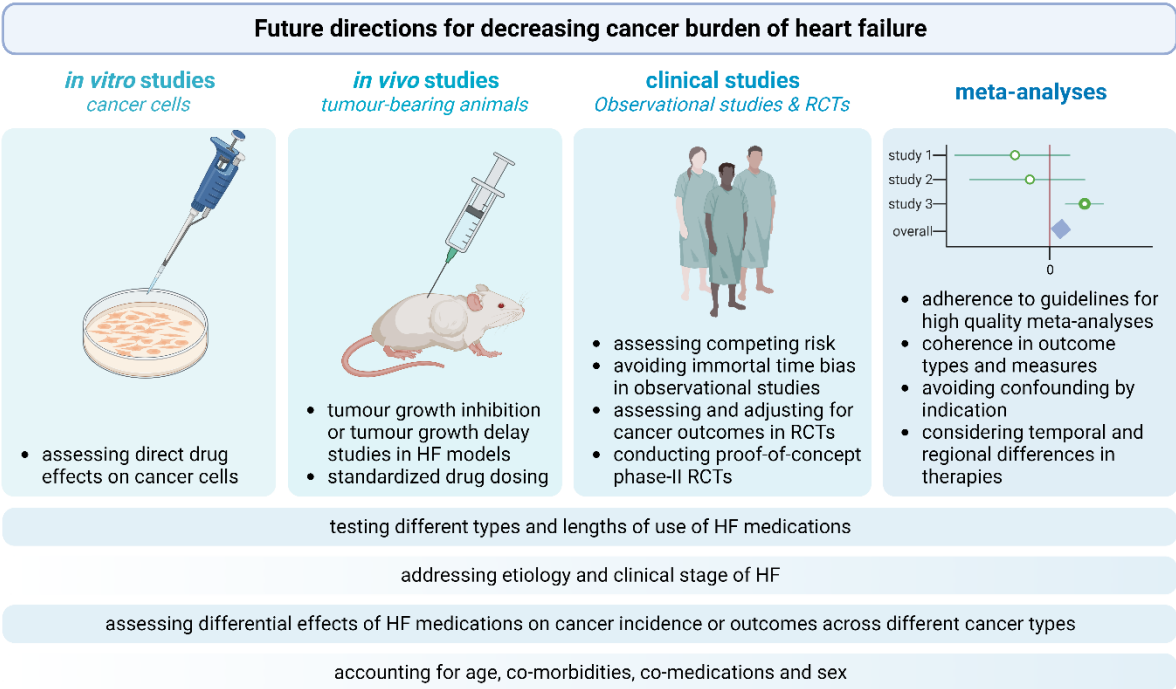 Future directions for decreasing cancer burden of heart failure
in vitro studies
cancer cells
• assessing direct drug
effects on cancer cells
in vivo studies
tumour-bearing animals
• tumour growth inhibition
or tumour growth delay
studies in HF models
• standardized drug dosing
clinical studies
Observational studies & RCTs
• assessing competing risk
• avoiding immortal time bias
in observational studies
• assessing and adjusting for
cancer outcomes in RCTs
• conducting proof-of-concept
phase-II RCTs
meta-analyses
study 1
study 2
study 3
overall
0
• adherence to guidelines for
high quality meta-analyses
• coherence in outcome
types and measures
• avoiding confounding by
indication
• considering temporal and
regional differences in
therapies
testing different types and lengths of use of HF medications
addressing etiology and clinical stage of HF
assessing differential effects of HF medications on cancer incidence or outcomes across different cancer types
accounting for age, co-morbidities, co-medications and sex